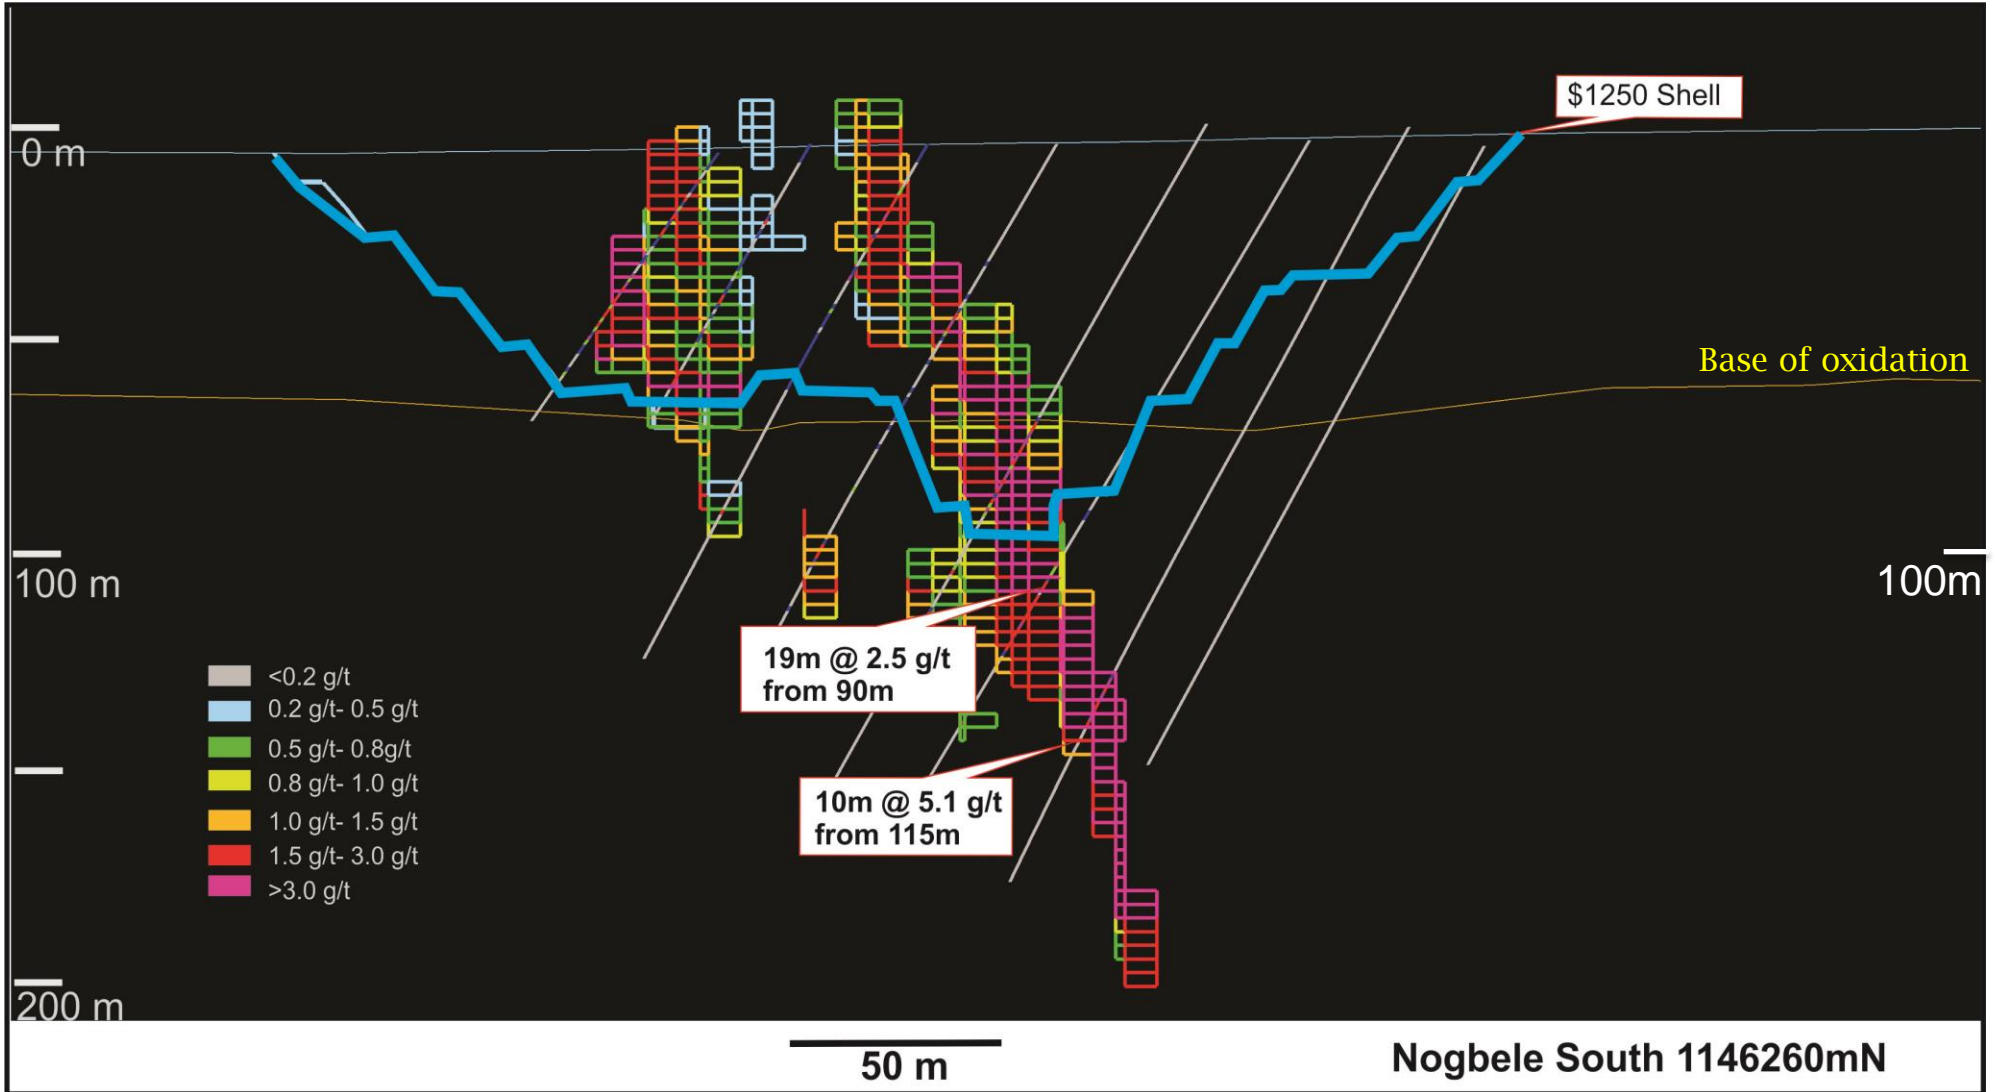 $1250 Shell
0 m
Base of oxidation
100 m
100m
19m @ 2.5 g/t
from 90m
<0.2 g/t
0.2 g/t- 0.5 g/t
0.5 g/t- 0.8g/t
0.8 g/t- 1.0 g/t
1.0 g/t- 1.5 g/t
1.5 g/t- 3.0 g/t
>3.0 g/t
10m @ 5.1 g/t
from 115m
200 m
50 m
Nogbele South 1146260mN